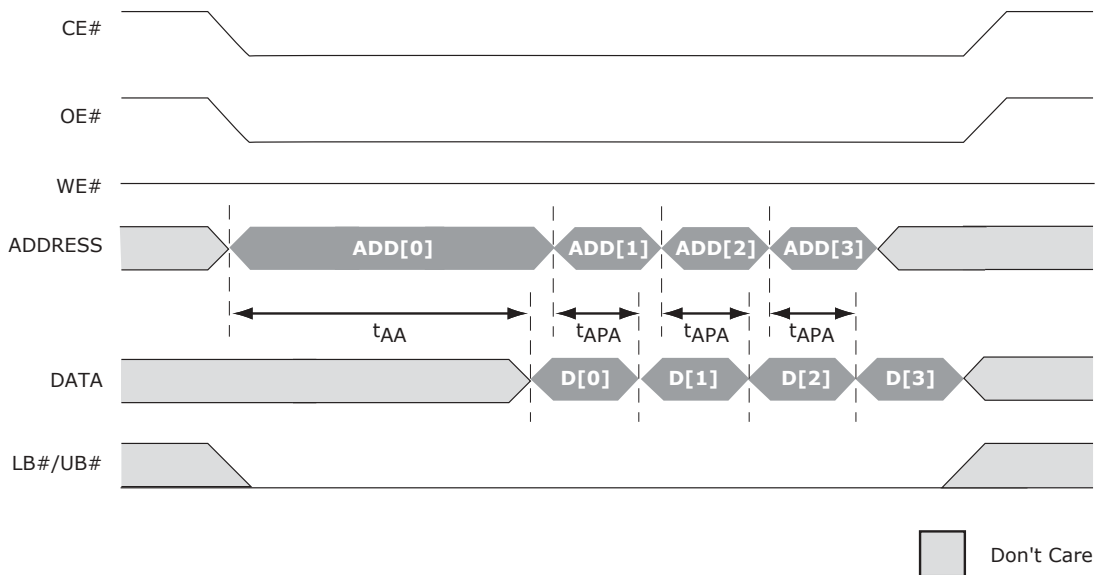 CE#
OE#
WE#
ADDRESS
ADD[0] ADD[1] ADD[2] ADD[3]
tAA tAPA tAPA tAPA
DATA
D[0] D[1] D[2] D[3]
LB#/UB#
Don't Care